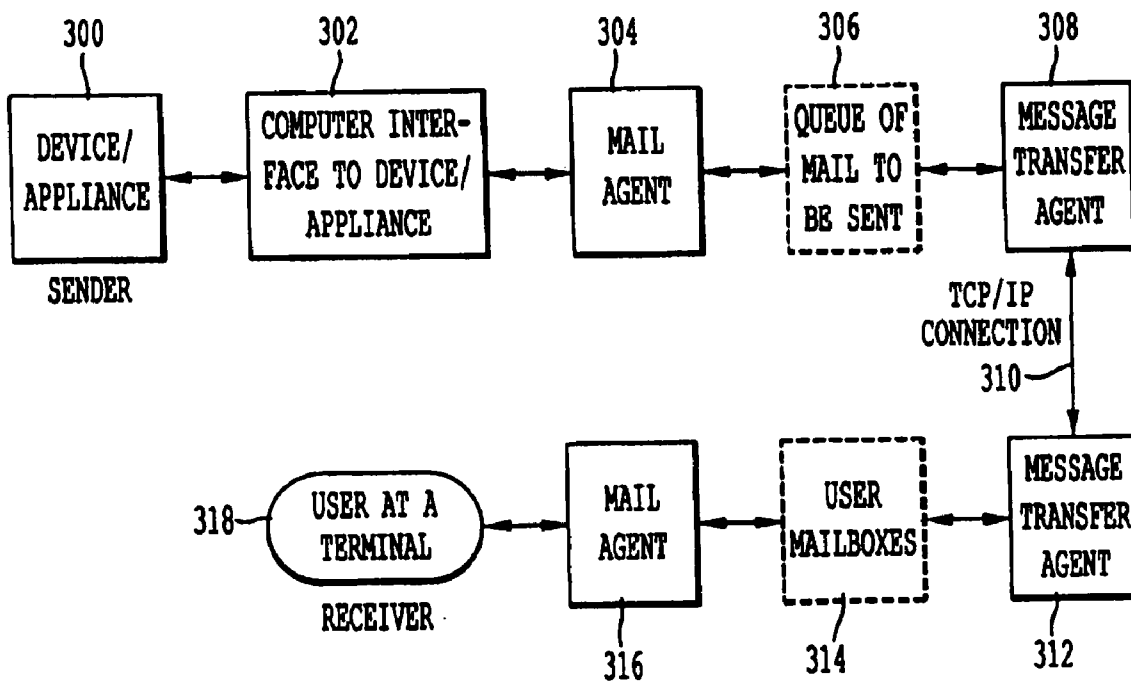 300
302
304
306
308
DEVICE/
APPLIANCE
COMPUTER INTER-
FACE TO DEVICE/
APPLIANCE
MAIL
AGENT
QUEUE OF
MAIL TO
BE SENT
MESSAGE
TRANSFER
AGENT
SENDER
TCP/IP
CONNECTION
310
318
USER AT A
TERMINAL
MAIL
AGENT
USER
MAILBOXES
MESSAGE
TRANSFER
AGENT
RECEIVER
316
314
312